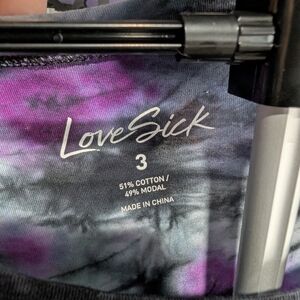 Love Sick
3
51% COTTON /
49% MODAL
MADE IN CHINA